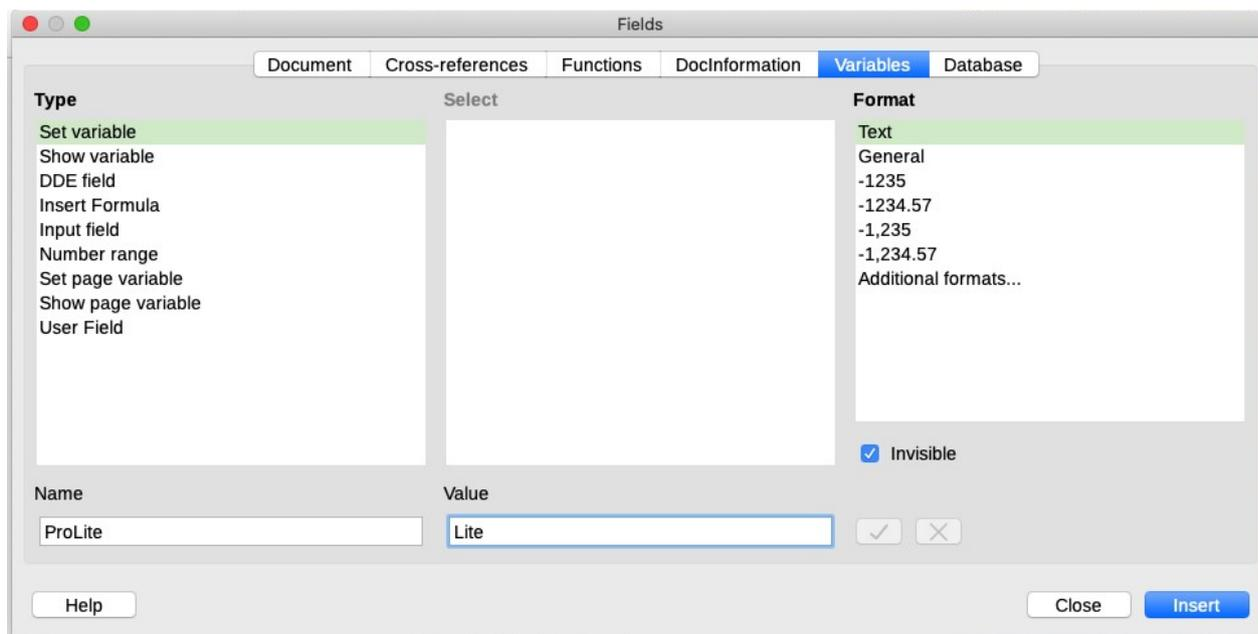 Fields
Document Cross-references Functions DocInformation Variables Database
Type
Set variable
Show variable
DDE field
Insert Formula
Input field
Number range
Set page variable
Show page variable
User Field
Select
Format
Text
General
-1235
-1234.57
-1,235
-1,234.57
Additional formats...
Invisible
Name
ProLite
Value
Lite
Help
Close
Insert